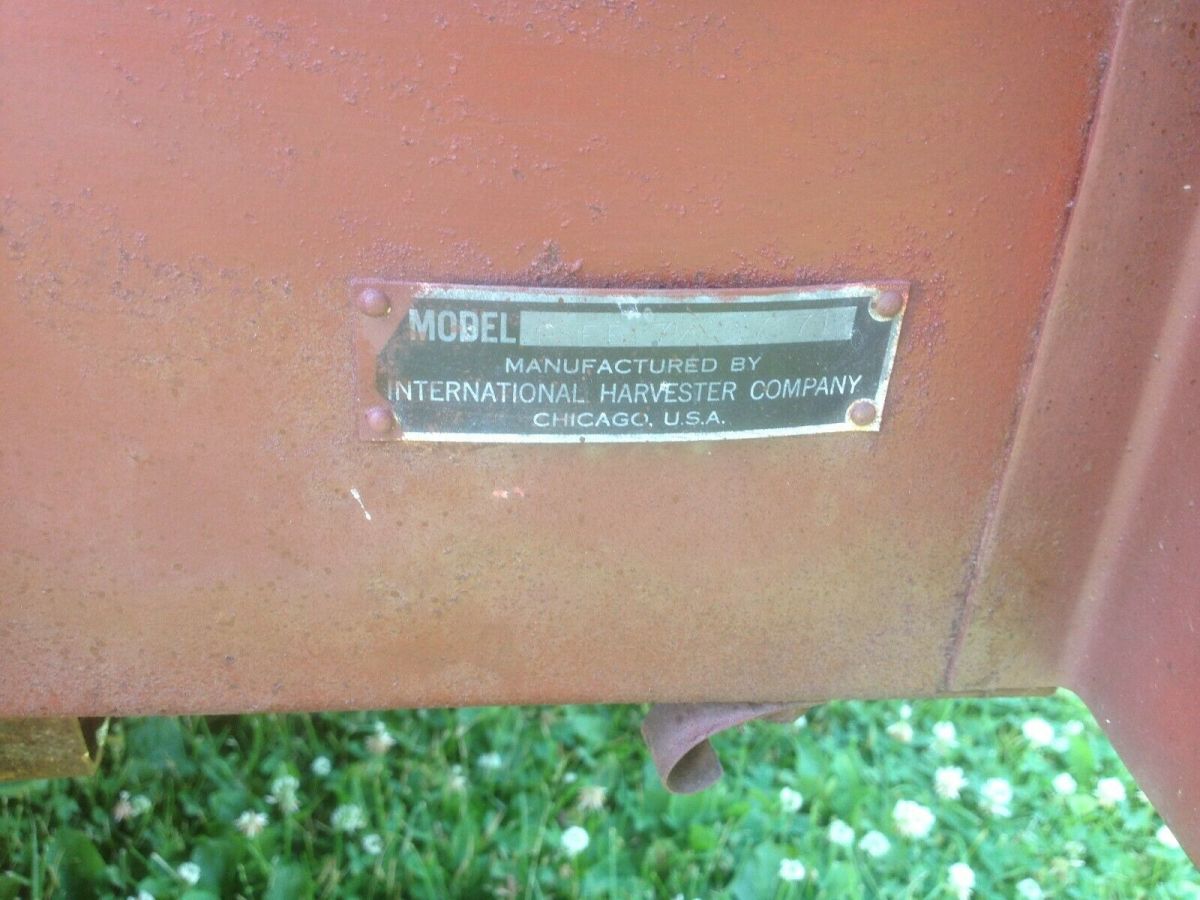 MODEL
MANUFACTURED BY
INTERNATIONAL HARVESTER COMPANY
CHICAGO, U.S.A.